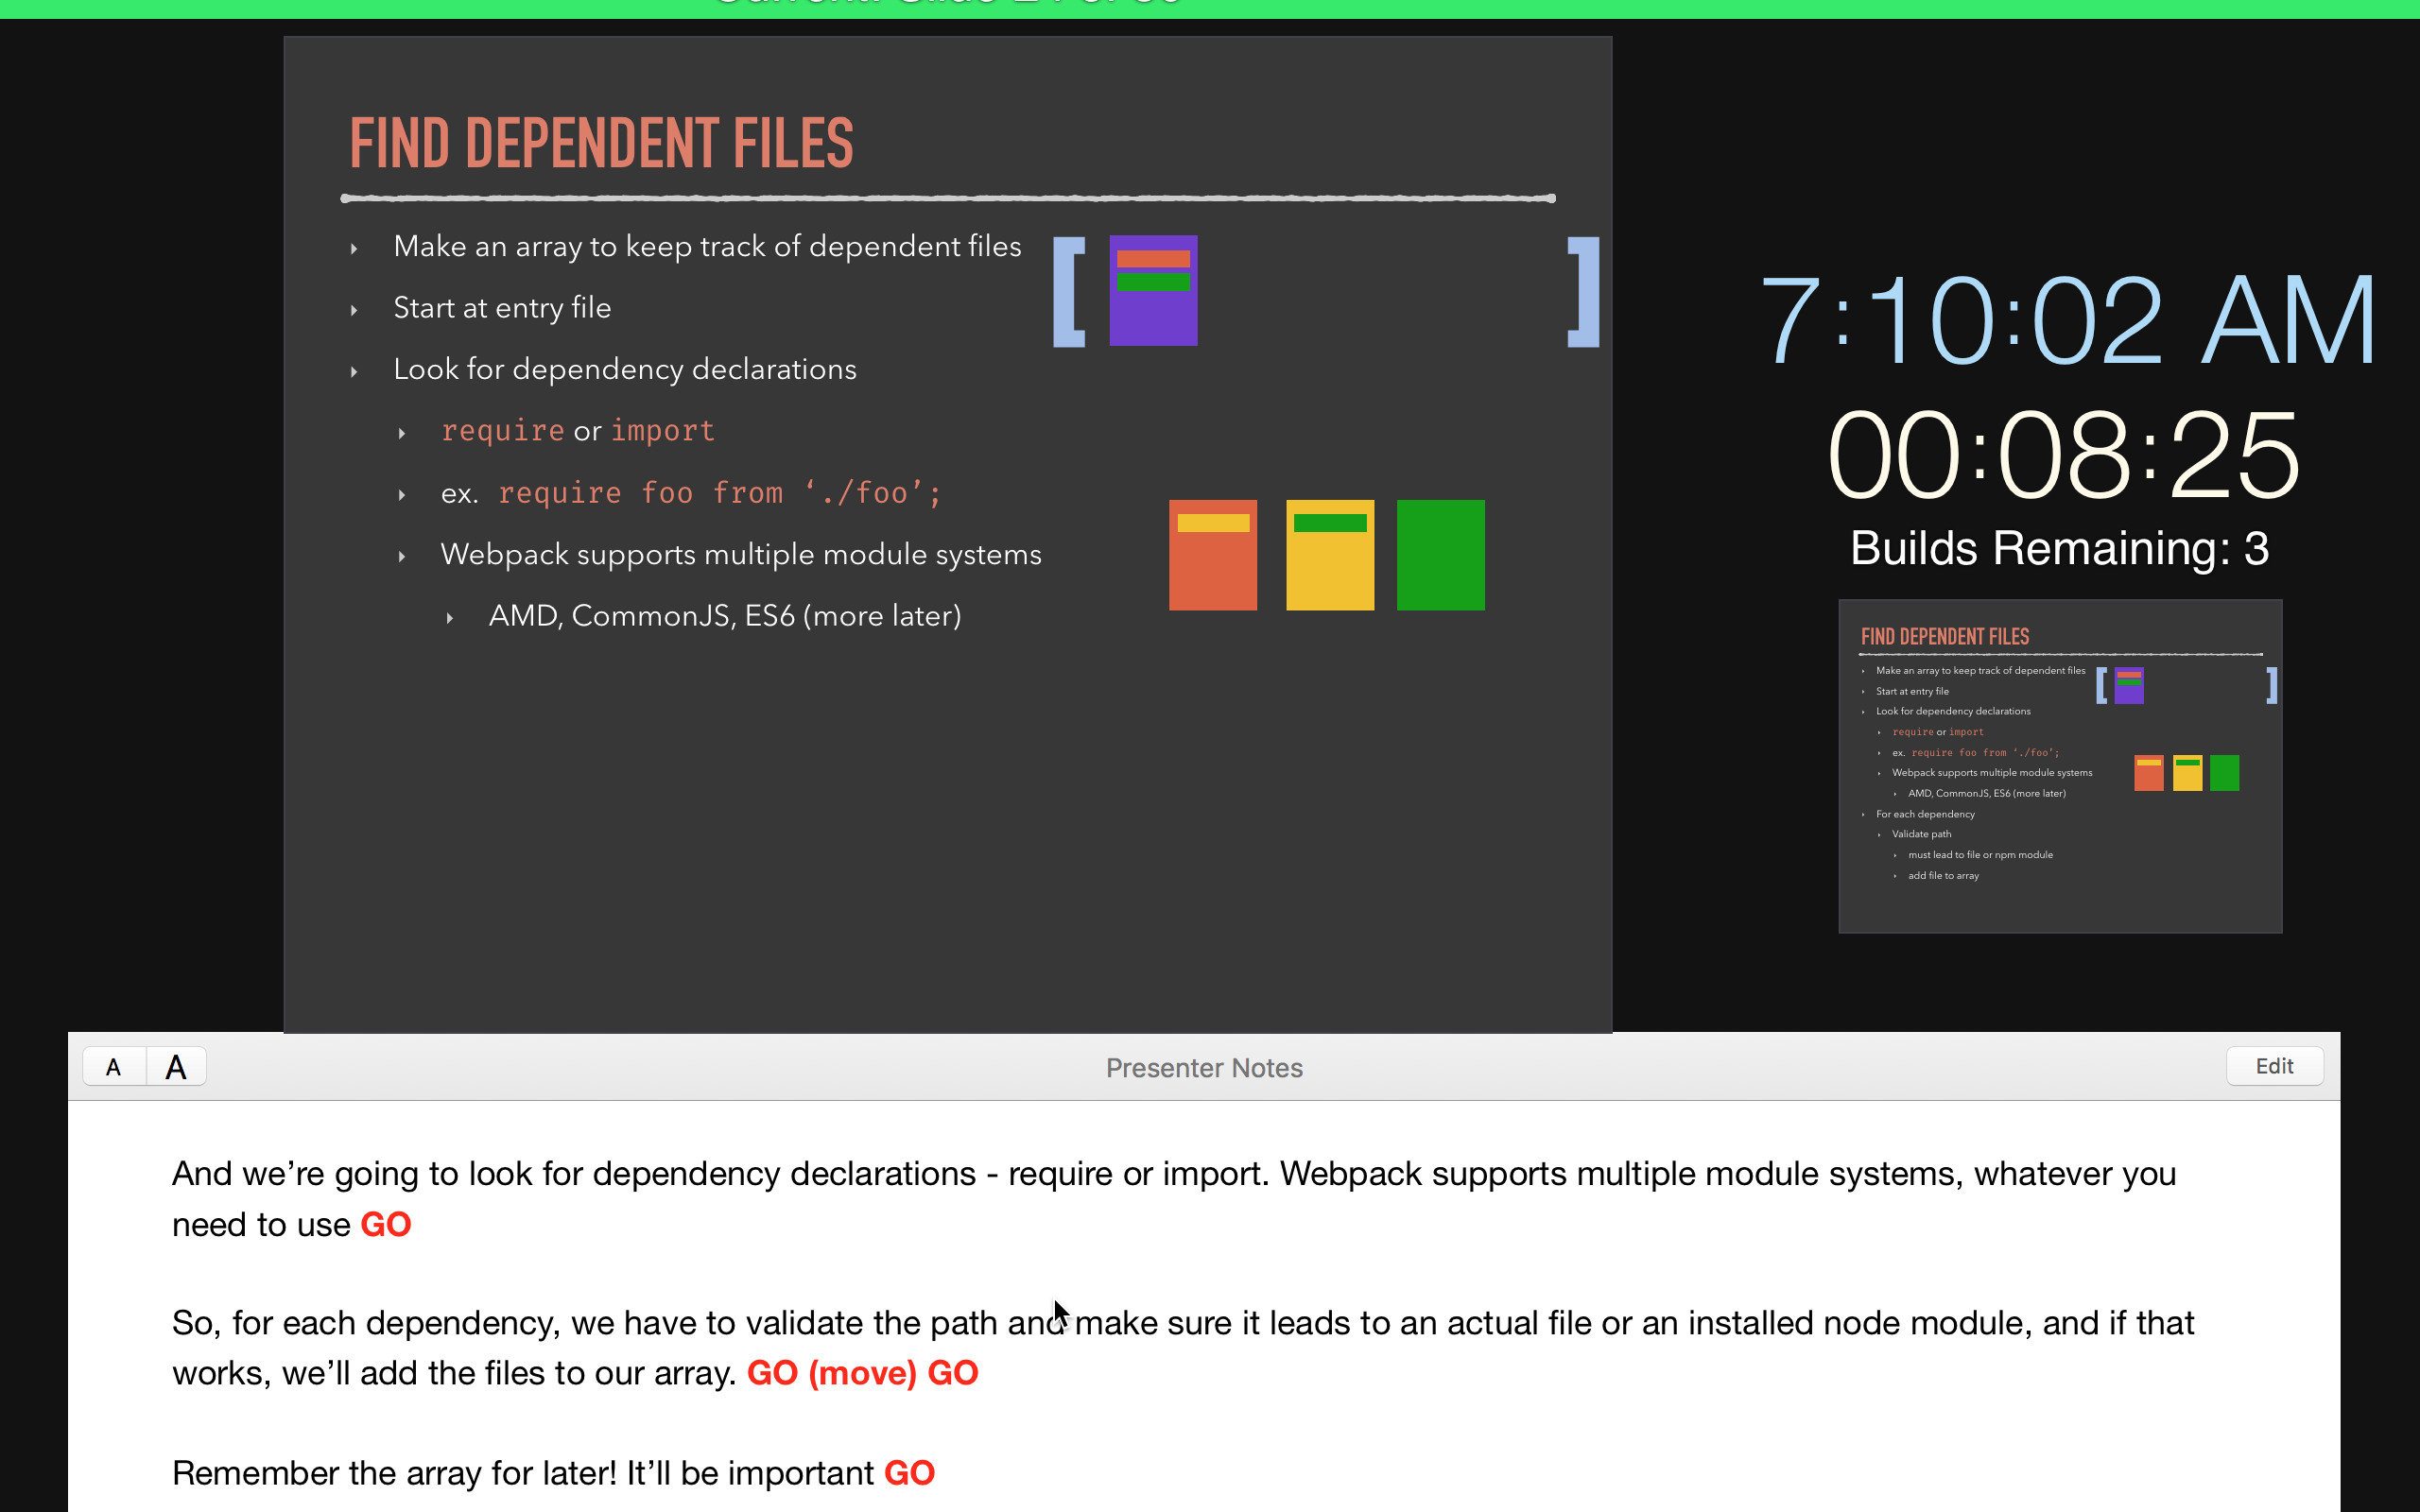 FIND DEPENDENT FILES
Make an array to keep track of dependent files
Start at entry file
Look for dependency declarations
require or import
ex. require foo from ‘./foo’;
Webpack supports multiple module systems
AMD, CommonJS, ES6 (more later)
[ ]
7:10:02 AM
00:08:25
Builds Remaining: 3
FIND DEPENDENT FILES
Make an array to keep track of dependent files
Start at entry file
Look for dependency declarations
require or import
ex. require foo from ‘./foo’;
Webpack supports multiple module systems
AMD, CommonJS, ES6 (more later)
For each dependency
Validate path
must lead to file or npm module
add file to array
[ ]
A A
Presenter Notes
Edit
And we’re going to look for dependency declarations - require or import. Webpack supports multiple module systems, whatever you
need to use GO
So, for each dependency, we have to validate the path and make sure it leads to an actual file or an installed node module, and if that
works, we’ll add the files to our array. GO (move) GO
Remember the array for later! It’ll be important GO